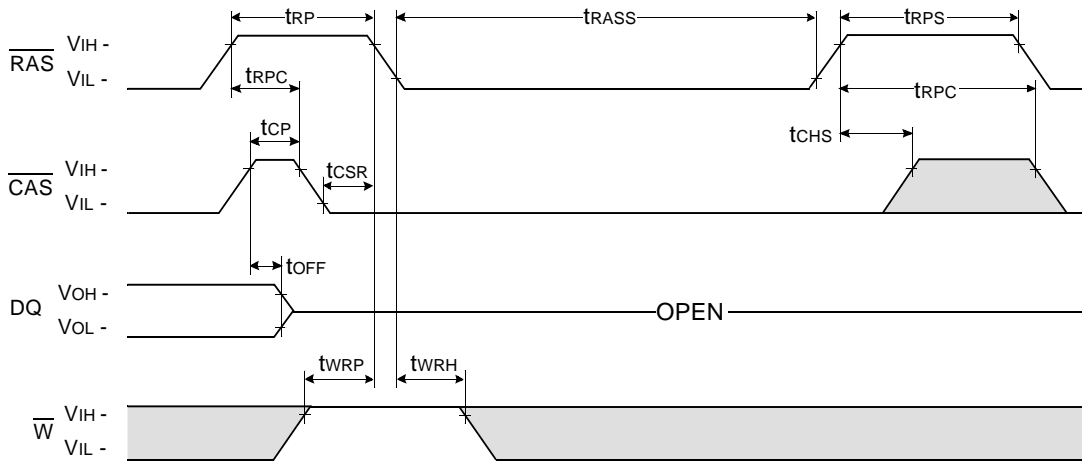 tRP tRASS tRPS
RAS VIH -
VIL -
tRPC tRPC
tCP tCHS
tCSR
CAS VIH -
VIL -
tOFF
DQ VOH -
VOL -
OPEN
tWRP tWRH
W VIH -
VIL -